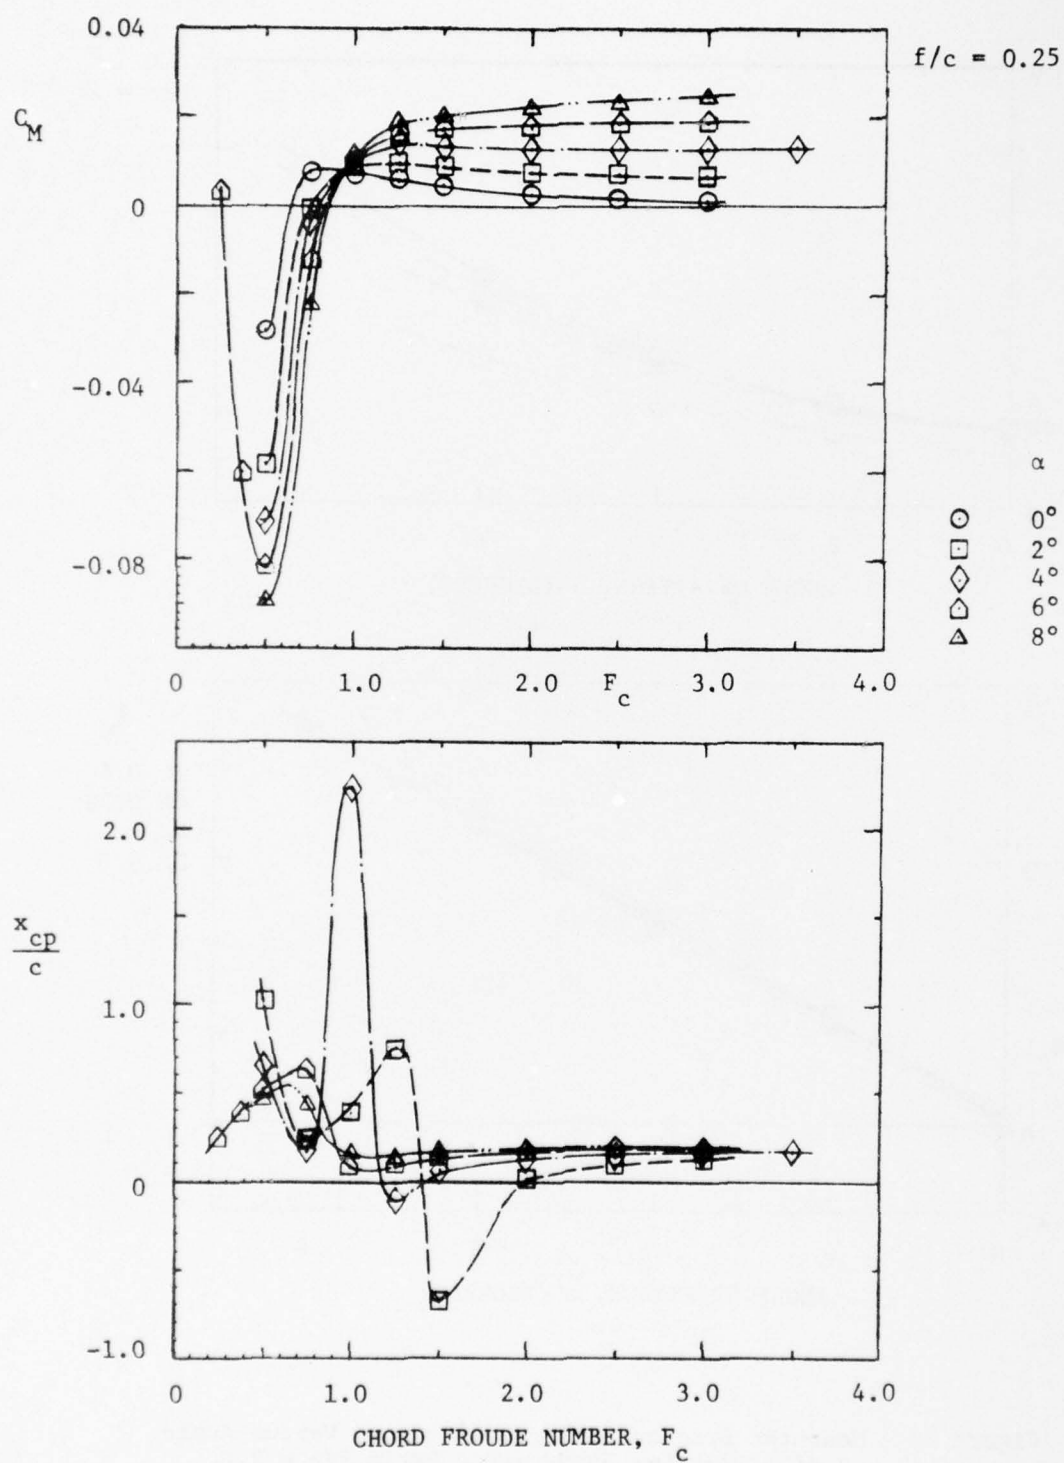 f/c = 0.25
0.04
C_M
0
-0.04
-0.08
0 1.0 2.0 F_c 3.0 4.0
α
0°
2°
4°
6°
8°
2.0
x_cp
c
1.0
0
-1.0
0 1.0 2.0 3.0 4.0
CHORD FROUDE NUMBER, F_c